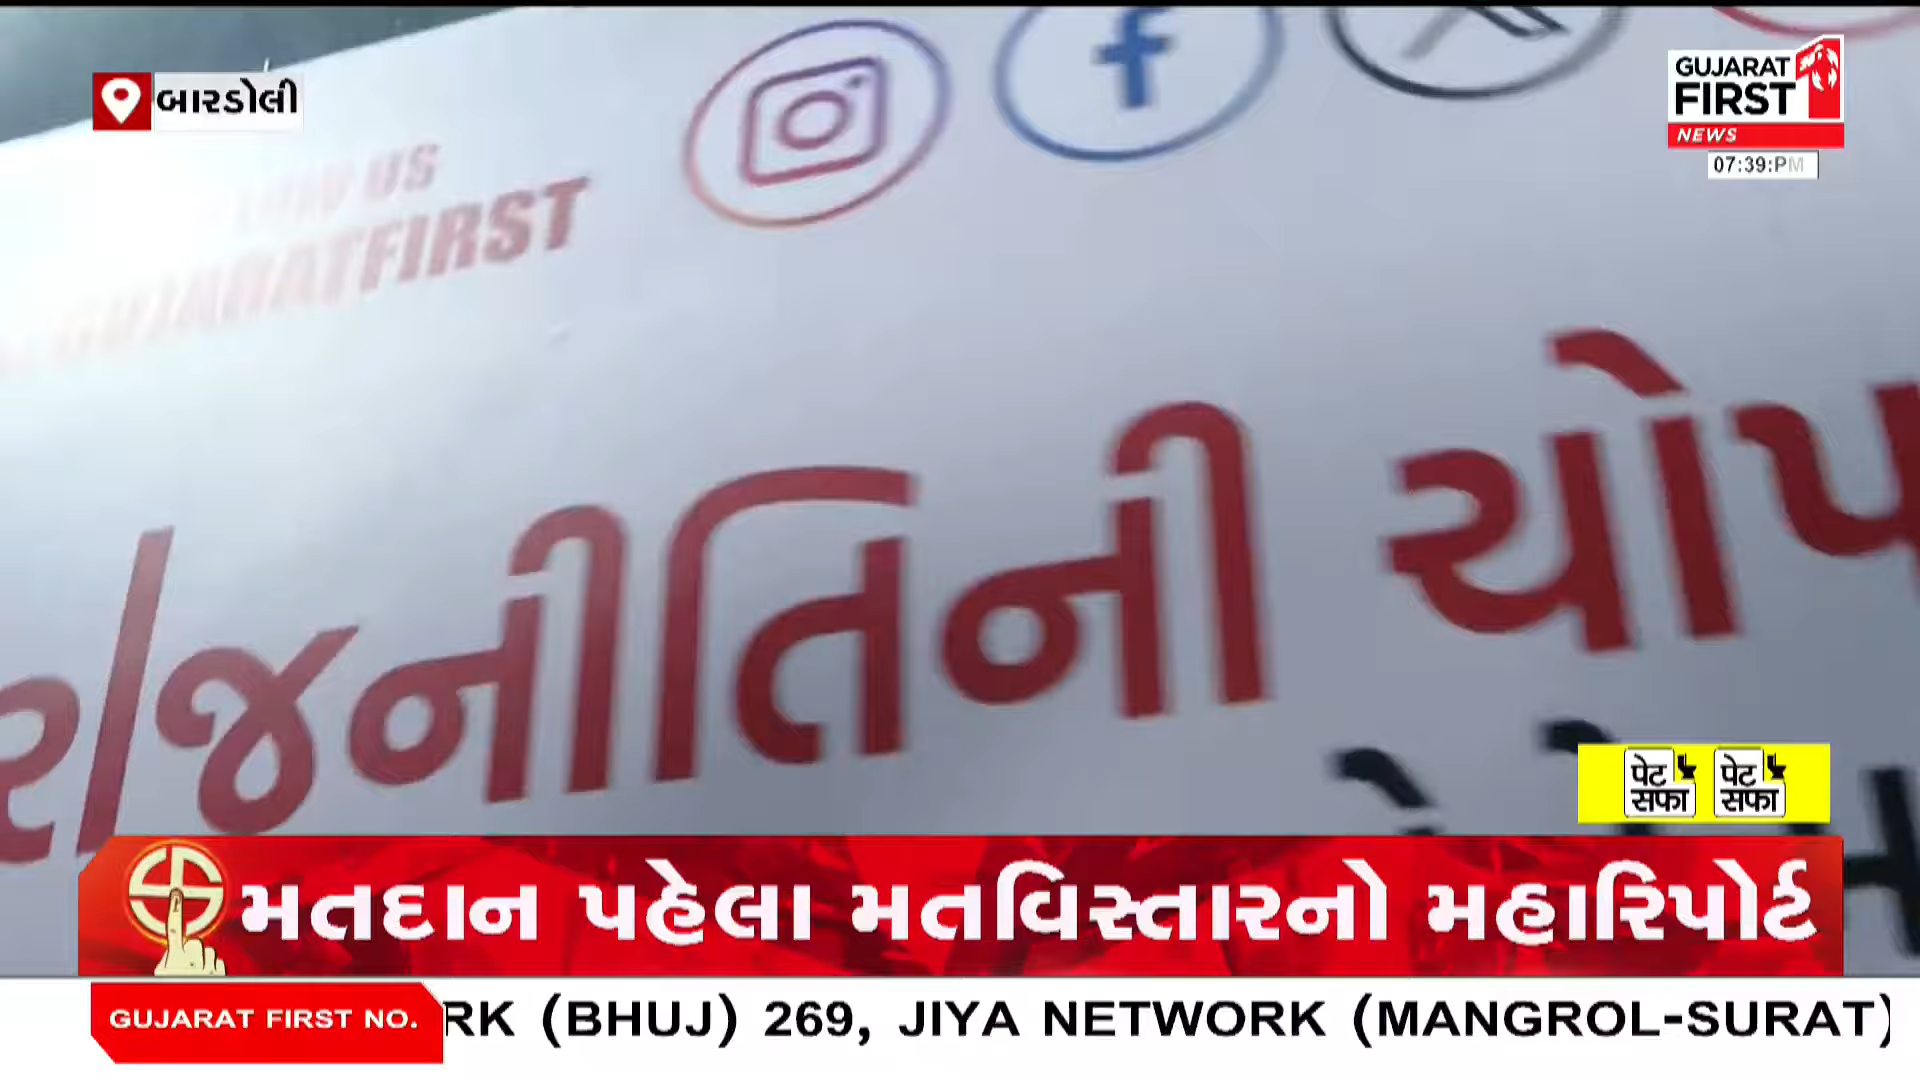 બારડોલી
GUJARAT
FIRST
NEWS
07:39:PM
US
GUJARATFIRST
રાજનીતિની
पेट
सफा
पेट
सफा
મતદાન પહેલા મતવિસ્તારનો મહારિપોર્ટ
GUJARAT FIRST NO.
(BHUJ) 269, JIYA NETWORK (MANGROL-SURAT)